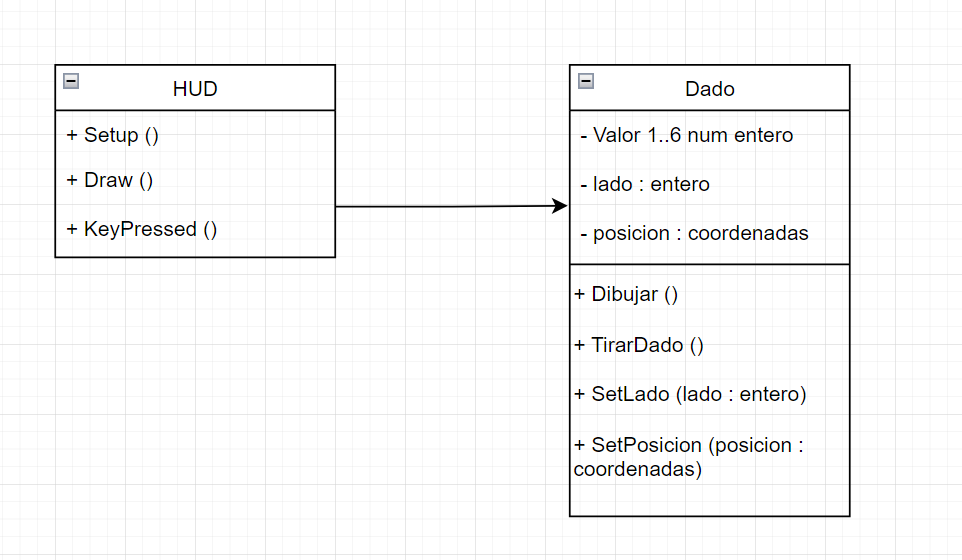 HUD
+ Setup ()
+ Draw ()
+ KeyPressed ()
Dado
- Valor 1..6 num entero
- lado : entero
- posicion : coordenadas
+ Dibujar ()
+ TirarDado ()
+ SetLado (lado : entero)
+ SetPosicion (posicion :
coordenadas)